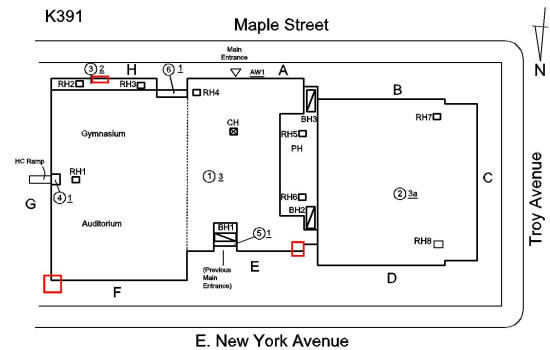 K391
Maple Street
N
Main
Entrance
3 2
H
6 1
AW1
A
RH2
RH3
RH4
B
BH3
RH7
CH
Gymnasium
RH5
PH
HC Ramp
RH1
1 3
2 3a
C
Troy Avenue
4 1
G
RH6
Auditorium
BH2
BH1
5 1
RH8
E
(Previous
Main
Entrance)
D
F
E. New York Avenue